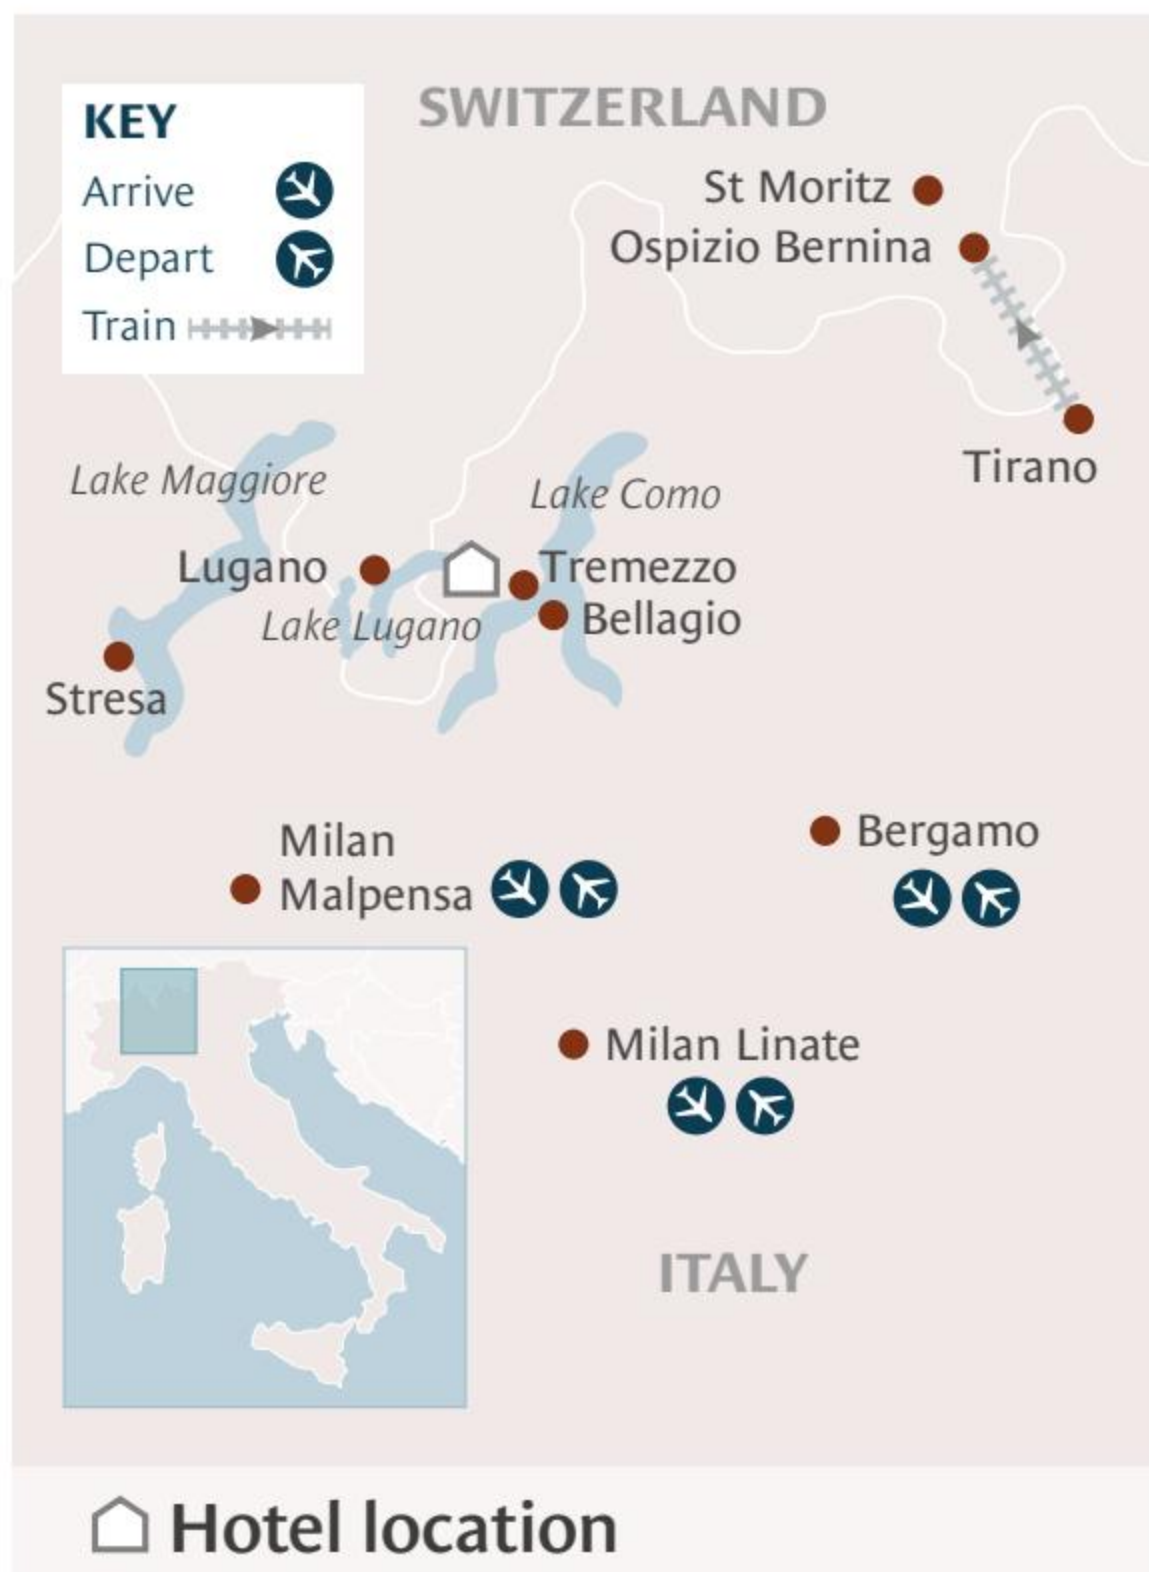 KEY
Arrive
Depart
Train
SWITZERLAND
St Moritz
Ospizio Bernina
Tirano
Lake Maggiore
Lake Como
Lugano
Tremezzo
Lake Lugano
Bellagio
Stresa
Milan
Malpensa
Bergamo
Milan Linate
ITALY
Hotel location